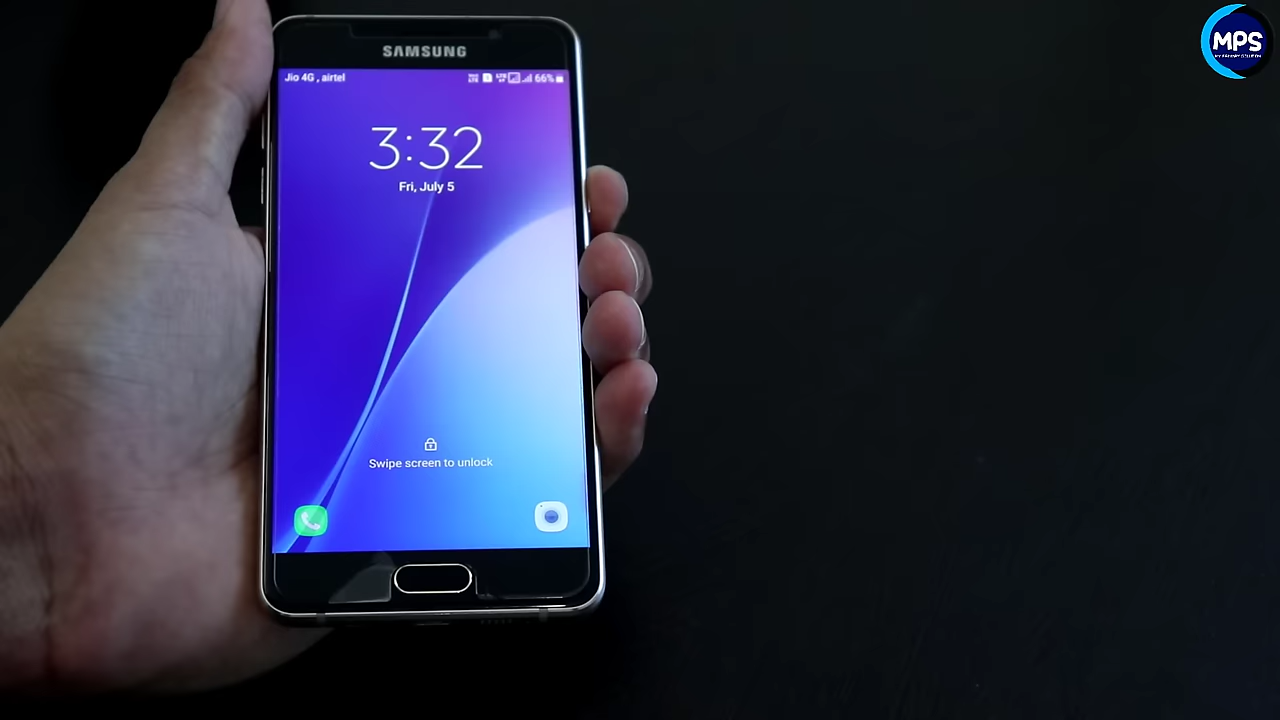 SAMSUNG
Jio 4G , airtel
66%
3:32
Fri, July 5
Swipe screen to unlock
MPS